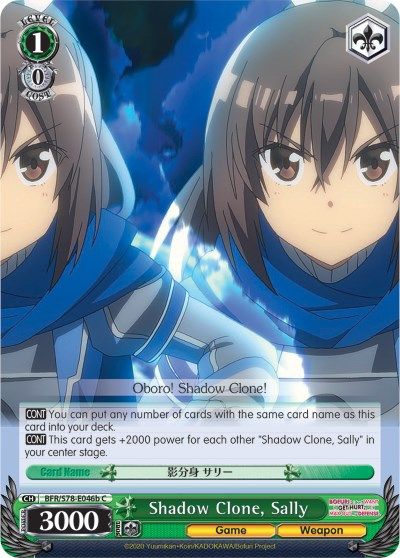 LEVEL
1
0
COST
Oboro! Shadow Clone!
CONT You can put any number of cards with the same card name as this
card into your deck.
CONT This card gets +2000 power for each other "Shadow Clone, Sally" in
your center stage.
Card Name 影分身 サリー
CH BFR/S78-E046b C
3000
Shadow Clone, Sally
Game Weapon
©2020 Yuumikan•Koin/KADOKAWA/Bofuri Project